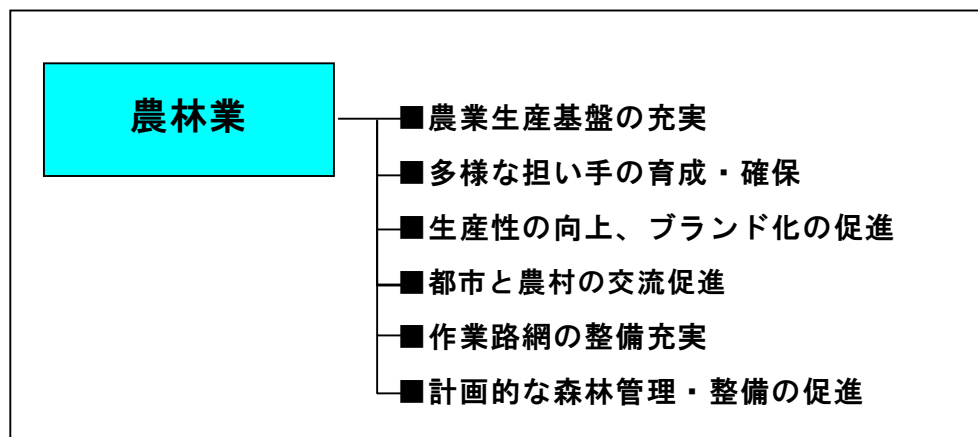 農林業
■農業生産基盤の充実
■多様な担い手の育成・確保
■生産性の向上、ブランド化の促進
■都市と農村の交流促進
■作業路網の整備充実
■計画的な森林管理・整備の促進